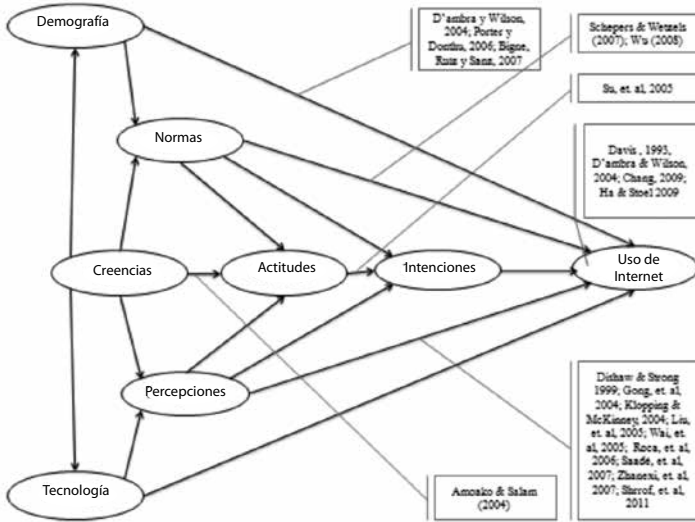 Demografía
D'ambra y Wilson,
2004; Porter y
Donthu, 2006; Bigne,
Ruiz y Sanz, 2007
Schepers & Wetzels
(2007); Wu (2008)
Su, et. al, 2005
Normas
Davis , 1993,
D'ambra & Wilson,
2004; Chang, 2009;
Ha & Stoel 2009
Creencias
Actitudes
Intenciones
Uso de
Internet
Percepciones
Dishaw & Strong
1999; Gong, et. al,
2004; Klopping &
McKinney, 2004; Liu,
et. al, 2005; Wai, et.
al, 2005; Roca, et. al,
2006; Saadé, et. al,
2007; Zhanexi, et. al,
2007; et. al,
2011
Tecnología
Amoako & Salam
(2004)